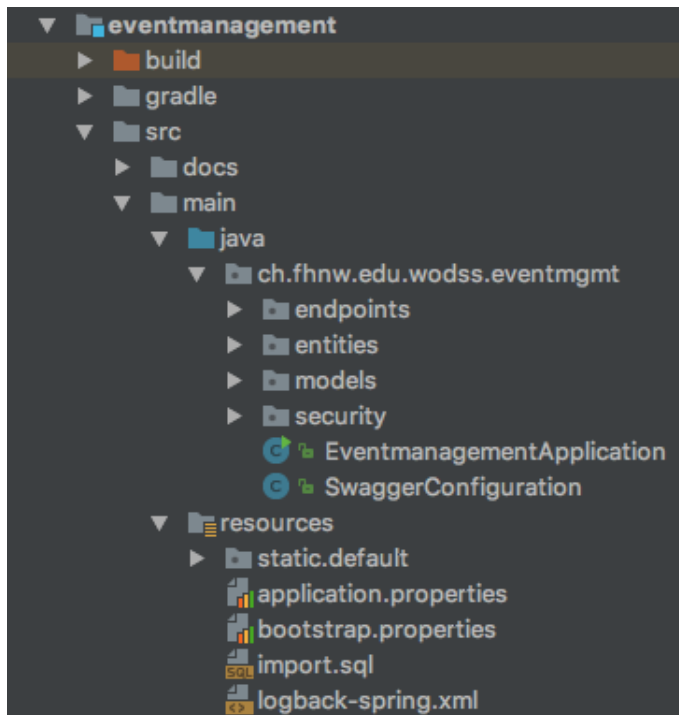 eventmanagement
build
gradle
src
docs
main
java
ch.fhnw.edu.wodss.eventmgmt
endpoints
entities
models
security
C EventmanagementApplication
C SwaggerConfiguration
resources
static.default
application.properties
bootstrap.properties
SQL import.sql
<> logback-spring.xml